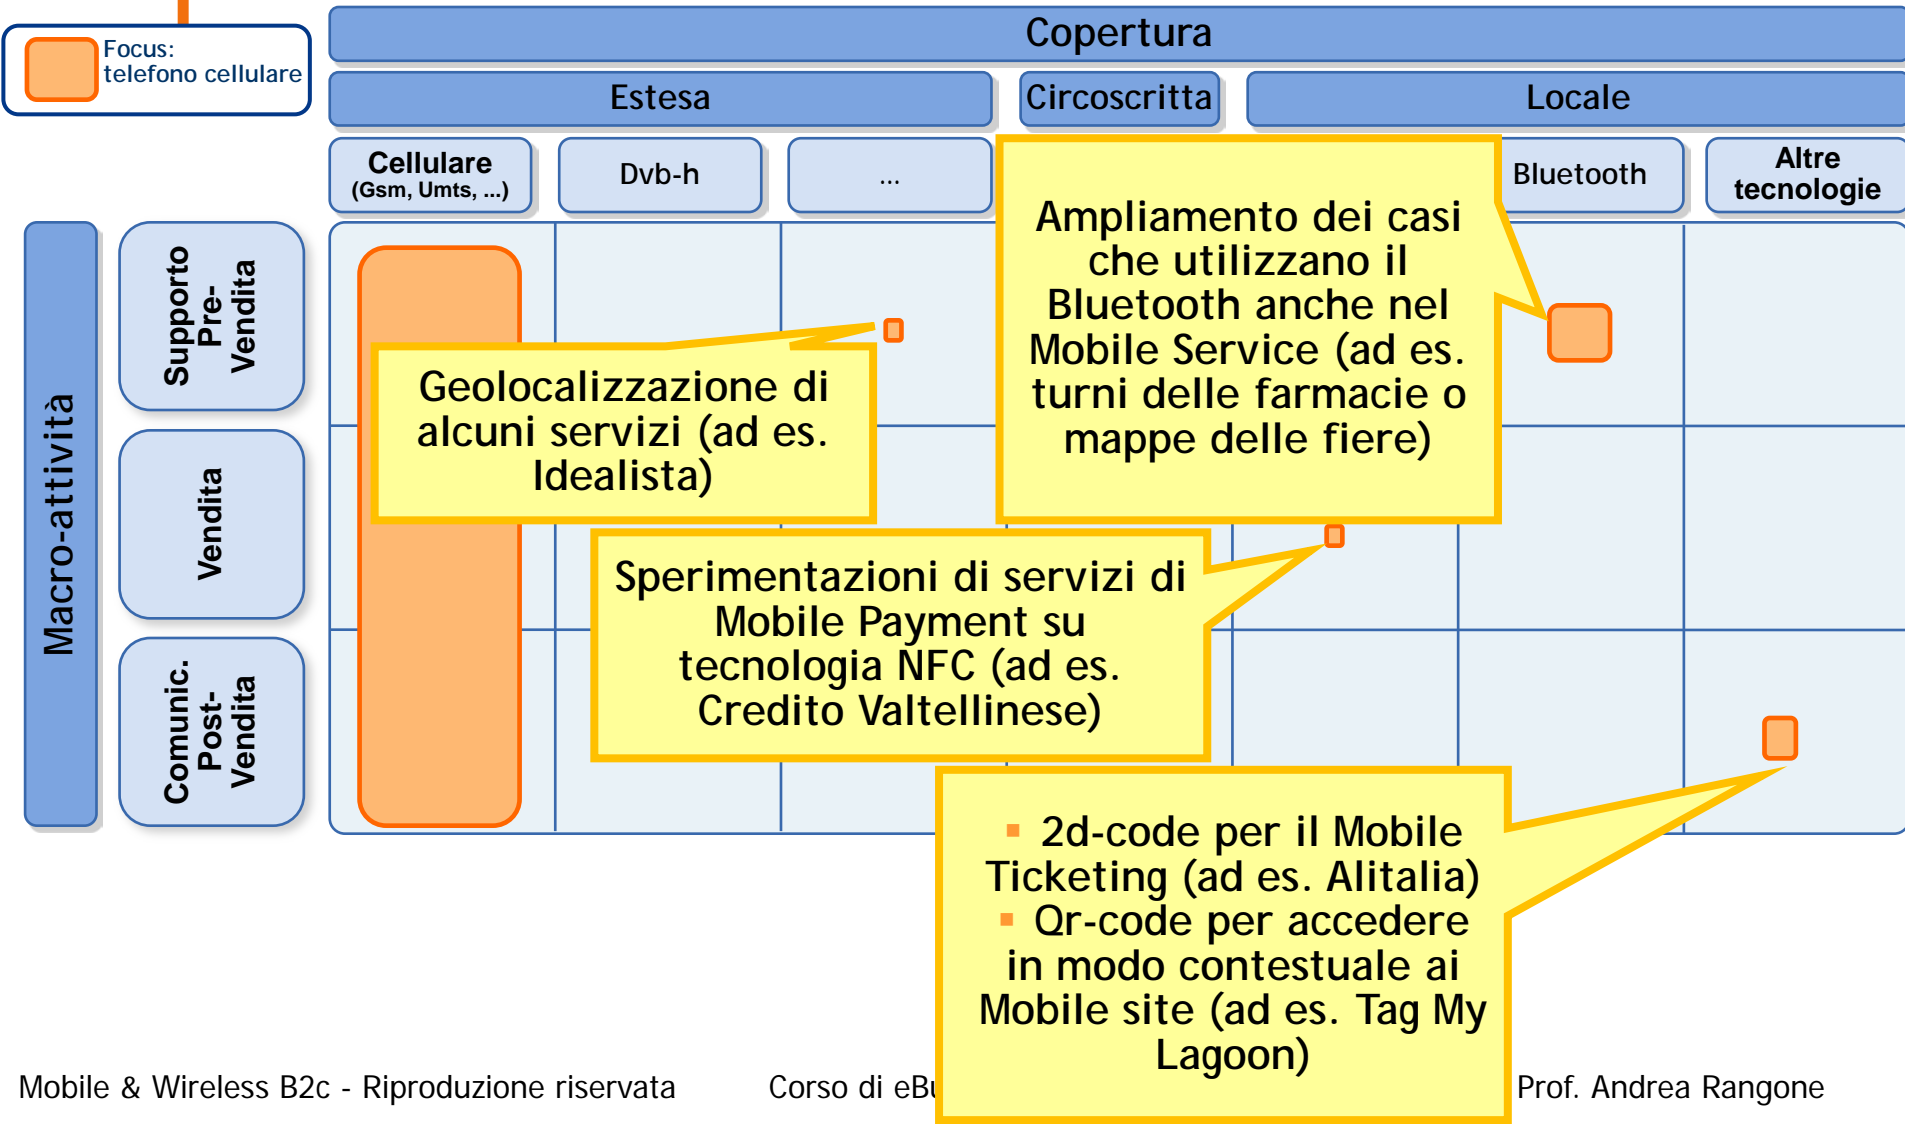 Focus:
telefono cellulare
Copertura
Estesa
Circoscritta
Locale
Cellulare
(Gsm, Umts, ...)
Dvb-h
...
Bluetooth
Altre
tecnologie
Macro-attività
Supporto
Pre-
Vendita
Vendita
Comunic.
Post-
Vendita
Geolocalizzazione di
alcuni servizi (ad es.
Idealista)
Ampliamento dei casi
che utilizzano il
Bluetooth anche nel
Mobile Service (ad es.
turni delle farmacie o
mappe delle fiere)
Sperimentazioni di servizi di
Mobile Payment su
tecnologia NFC (ad es.
Credito Valtellinese)
▪ 2d-code per il Mobile
Ticketing (ad es. Alitalia)
▪ Qr-code per accedere
in modo contestuale ai
Mobile site (ad es. Tag My
Lagoon)
Mobile & Wireless B2c - Riproduzione riservata
Corso di
Prof. Andrea Rangone